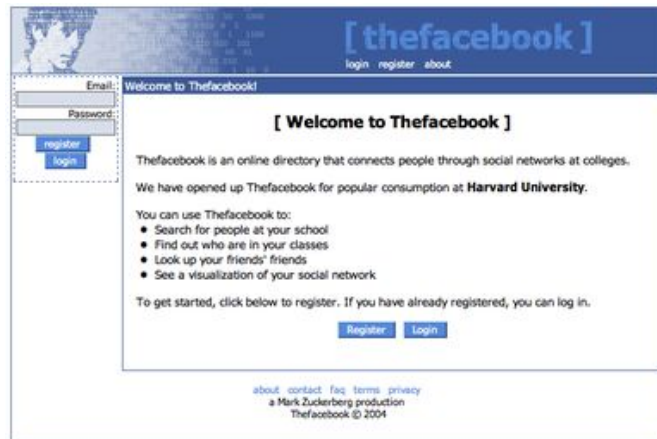 [ thefacebook ]
login register about
Email:
Password:
register
login
Welcome to Thefacebook!
[ Welcome to Thefacebook ]
Thefacebook is an online directory that connects people through social networks at colleges.
We have opened up Thefacebook for popular consumption at Harvard University.
You can use Thefacebook to:
• Search for people at your school
• Find out who are in your classes
• Look up your friends' friends
• See a visualization of your social network
To get started, click below to register. If you have already registered, you can log in.
Register Login
about contact faq terms privacy
a Mark Zuckerberg production
Thefacebook © 2004